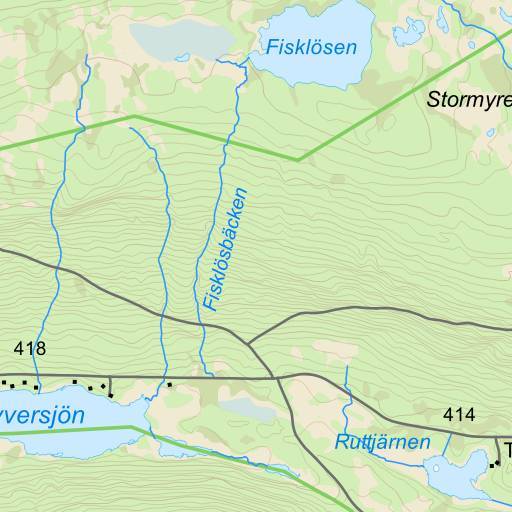 Fisklösen
Stormyre
Fisklösbäcken
418
yversjön
414
Ruttjärnen
T